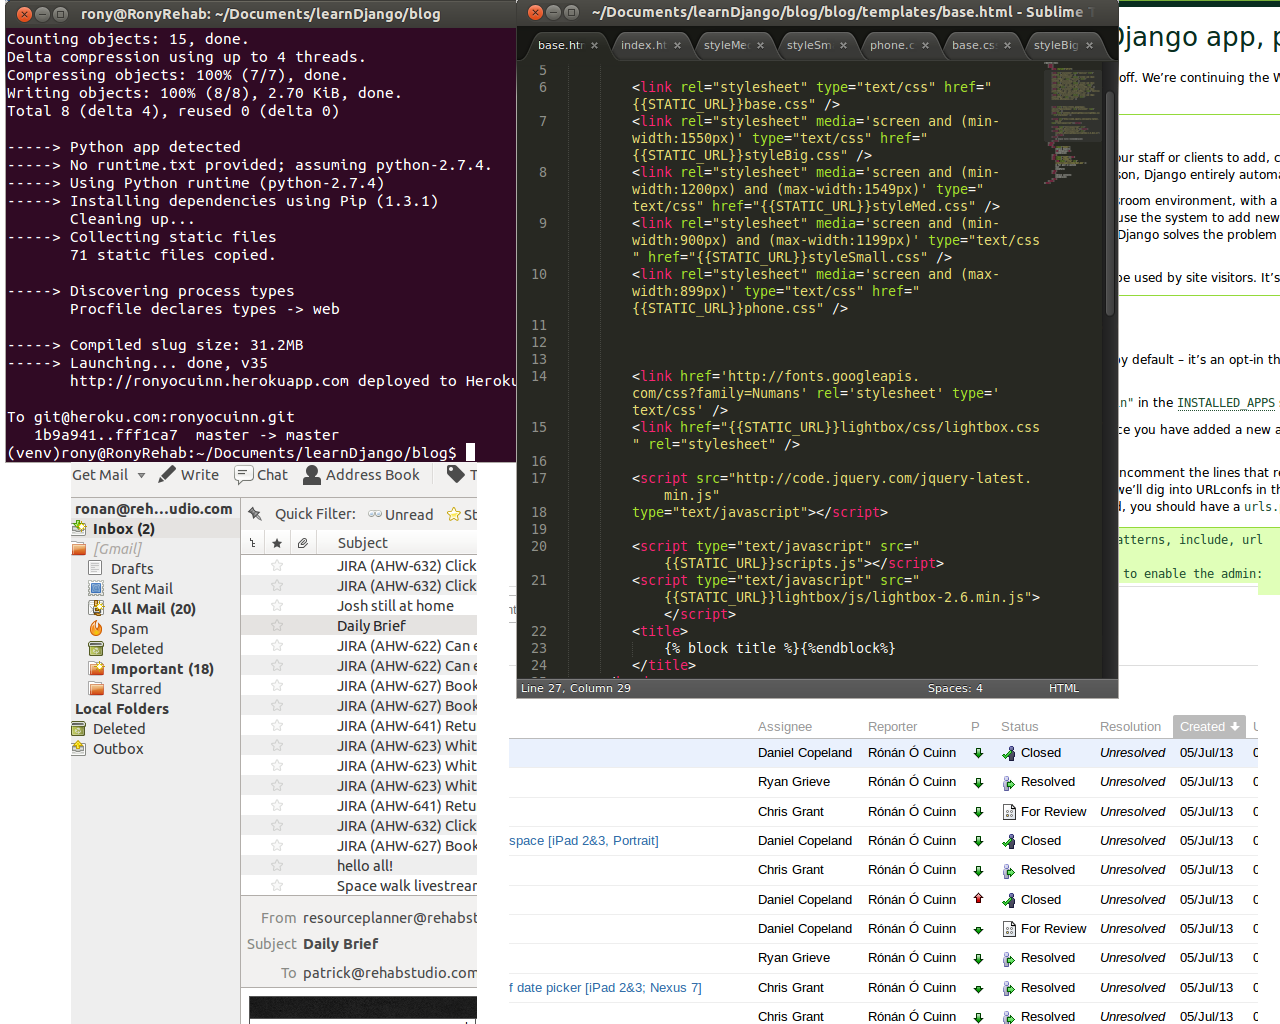 rony@RonyRehab: ~/Documents/learnDjango/blog
Counting objects: 15, done.
Delta compression using up to 4 threads.
Compressing objects: 100% (7/7), done.
Writing objects: 100% (8/8), 2.70 KiB, done.
Total 8 (delta 4), reused 0 (delta 0)
-----> Python app detected
-----> No runtime.txt provided; assuming python-2.7.4.
-----> Using Python runtime (python-2.7.4)
-----> Installing dependencies using Pip (1.3.1)
Cleaning up...
-----> Collecting static files
71 static files copied.
-----> Discovering process types
Procfile declares types -> web
-----> Compiled slug size: 31.2MB
-----> Launching... done, v35
http://ronyocuinn.herokuapp.com deployed to Heroku
To git@heroku.com:ronyocuinn.git
1b9a941..fff1ca7 master -> master
(venv)rony@RonyRehab:~/Documents/learnDjango/blog$
~/Documents/learnDjango/blog/blog/templates/base.html - Sublime T
base.htr × index.ht × styleMe × styleSm × phone.c × base.cs × styleBig ×
5
6 <link rel="stylesheet" type="text/css" href="
{{STATIC_URL}}base.css" />
7 <link rel="stylesheet" media='screen and (min-
width:1550px)' type="text/css" href="
{{STATIC_URL}}styleBig.css" />
8 <link rel="stylesheet" media='screen and (min-
width:1200px) and (max-width:1549px)' type="
text/css" href="{{STATIC_URL}}styleMed.css" />
9 <link rel="stylesheet" media='screen and (min-
width:900px) and (max-width:1199px)' type="text/css
" href="{{STATIC_URL}}styleSmall.css" />
10 <link rel="stylesheet" media='screen and (max-
width:899px)' type="text/css" href="
{{STATIC_URL}}phone.css" />
11
12
13
14 <link href='http://fonts.googleapis.
com/css?family=Numans' rel='stylesheet' type='
text/css' />
15 <link href="{{STATIC_URL}}lightbox/css/lightbox.css
" rel="stylesheet" />
16
17 <script src="http://code.jquery.com/jquery-latest.
min.js"
18 type="text/javascript"></script>
19
20 <script type="text/javascript" src="
{{STATIC_URL}}scripts.js"></script>
21 <script type="text/javascript" src="
{{STATIC_URL}}lightbox/js/lightbox-2.6.min.js">
</script>
22 <title>
23 {% block title %}{%endblock%}
24 </title>
Line 27, Column 29 Spaces: 4 HTML
Django app, p
off. We're continuing the W
our staff or clients to add, c
son, Django entirely automa
sroom environment, with a
use the system to add new
Django solves the problem
be used by site visitors. It's
by default – it's an opt-in th
in" in the INSTALLED_APPS
ce you have added a new a
ncomment the lines that re
we'll dig into URLconfs in th
d, you should have a urls.
atterns, include, url
to enable the admin:
Get Mail Write Chat Address Book T
ronan@reh...udio.com
Inbox (2)
[Gmail]
Drafts
Sent Mail
All Mail (20)
Spam
Deleted
Important (18)
Starred
Local Folders
Deleted
Outbox
Quick Filter: Unread St
Subject
JIRA (AHW-632) Click
JIRA (AHW-632) Click
Josh still at home
Daily Brief
JIRA (AHW-622) Can e
JIRA (AHW-622) Can e
JIRA (AHW-627) Book
JIRA (AHW-627) Book
JIRA (AHW-641) Retu
JIRA (AHW-623) Whit
JIRA (AHW-623) Whit
JIRA (AHW-623) Whit
JIRA (AHW-641) Retu
JIRA (AHW-632) Click
JIRA (AHW-627) Book
hello all!
Space walk livestrean
From resourceplanner@rehabst
Subject Daily Brief
To patrick@rehabstudio.com
Assignee Reporter P Status Resolution Created U
Daniel Copeland Rónán Ó Cuinn Closed Unresolved 05/Jul/13 0
Ryan Grieve Rónán Ó Cuinn Resolved Unresolved 05/Jul/13 0
Chris Grant Rónán Ó Cuinn For Review Unresolved 05/Jul/13 0
space [iPad 2&3, Portrait] Daniel Copeland Rónán Ó Cuinn Closed Unresolved 05/Jul/13 0
Chris Grant Rónán Ó Cuinn Resolved Unresolved 05/Jul/13 0
Daniel Copeland Rónán Ó Cuinn Closed Unresolved 05/Jul/13 0
Daniel Copeland Rónán Ó Cuinn For Review Unresolved 05/Jul/13 0
Ryan Grieve Rónán Ó Cuinn Resolved Unresolved 05/Jul/13 0
f date picker [iPad 2&3; Nexus 7] Chris Grant Rónán Ó Cuinn Resolved Unresolved 05/Jul/13 0
Chris Grant Rónán Ó Cuinn Resolved Unresolved 05/Jul/13 0